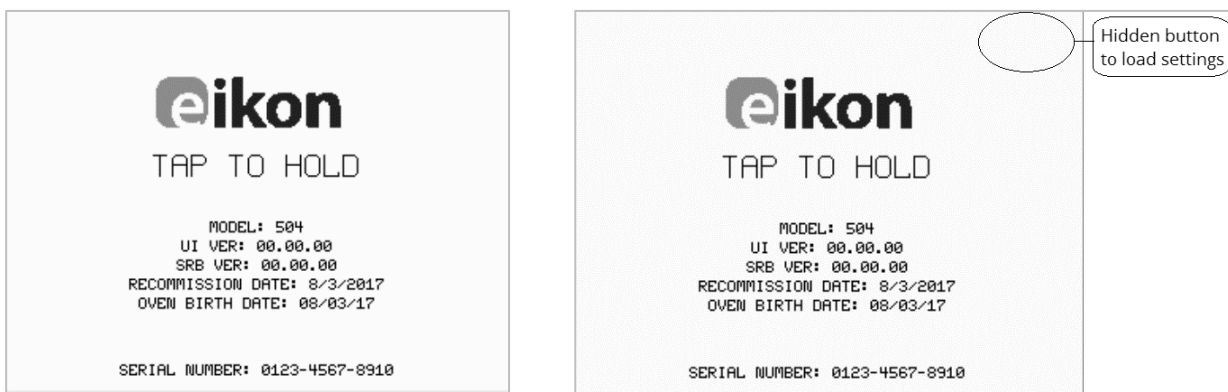 eikon
TAP TO HOLD
MODEL: 504
UI VER: 00.00.00
SRB VER: 00.00.00
RECOMMISSION DATE: 8/3/2017
OVEN BIRTH DATE: 08/03/17
SERIAL NUMBER: 0123-4567-8910
eikon
TAP TO HOLD
MODEL: 504
UI VER: 00.00.00
SRB VER: 00.00.00
RECOMMISSION DATE: 8/3/2017
OVEN BIRTH DATE: 08/03/17
SERIAL NUMBER: 0123-4567-8910
Hidden button
to load settings